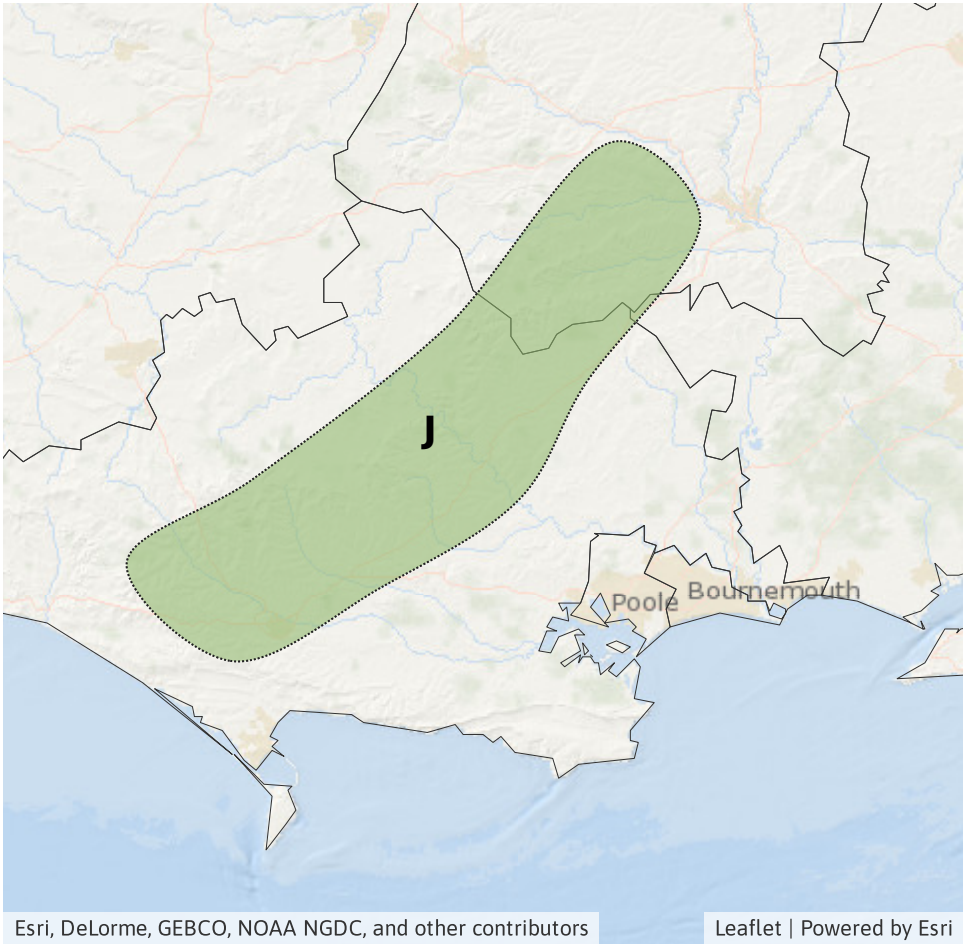 J
Poole
Bournemouth
Esri, DeLorme, GEBCO, NOAA NGDC, and other contributors
Leaflet | Powered by Esri